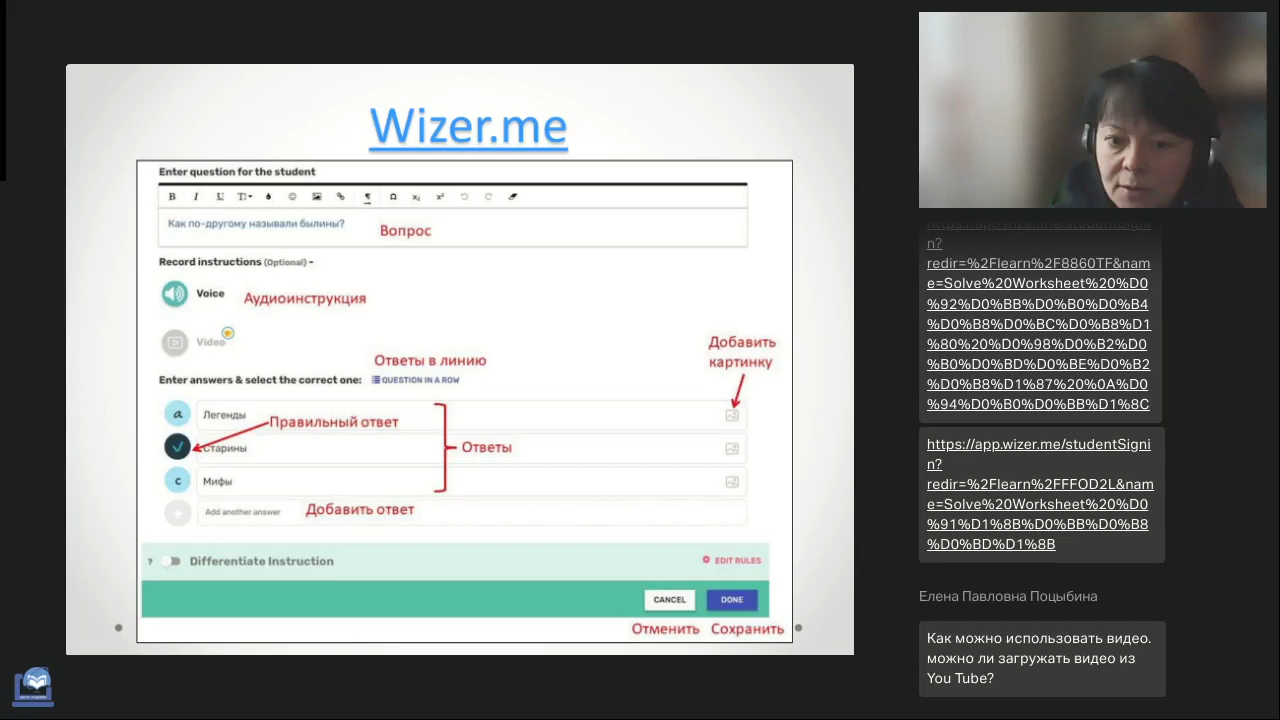 Wizer.me
Enter question for the student
B I U TI
Как по-другому называли былины?
Вопрос
Record instructions (Optional) -
Voice
Аудиоинструкция
Video
Добавить
картинку
Ответы в линию
Enter answers & select the correct one:
QUESTION IN A ROW
a
Легенды
Правильный ответ
Старины
Ответы
c
Мифы
Add another answer
Добавить ответ
? Differentiate Instruction
EDIT RULES
CANCEL
DONE
Отменить
Сохранить
https://app.wizer.me/studentSigni
n?
redir=%2Flearn%2F8860TF&nam
e=Solve%20Worksheet%20%D0
%92%D0%BB%D0%B0%D0%B4
%D0%B8%D0%BC%D0%B8%D1
%80%20%D0%98%D0%B2%D0
%B0%D0%BD%D0%BE%D0%B2
%D0%B8%D1%87%20%0A%D0
%94%D0%B0%D0%BB%D1%8C
https://app.wizer.me/studentSigni
n?
redir=%2Flearn%2FFFOD2L&nam
e=Solve%20Worksheet%20%D0
%91%D1%8B%D0%BB%D0%B8
%D0%BD%D1%8B
Елена Павловна Поцыбина
Как можно использовать видео.
можно ли загружать видео из
You Tube?